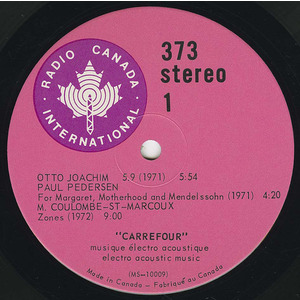 RADIO CANADA
INTERNATIONAL
373
stereo
1
OTTO JOACHIM 5.9 (1971) 5:54
PAUL PEDERSEN
For Margaret, Motherhood and Mendelssohn (1971) 4:20
M. COULOMBE-ST-MARCOUX
Zones (1972) 9:00
"CARREFOUR"
musique électro acoustique
electro acoustic music
(MS-10009)
Made in Canada - Fabriqué au Canada